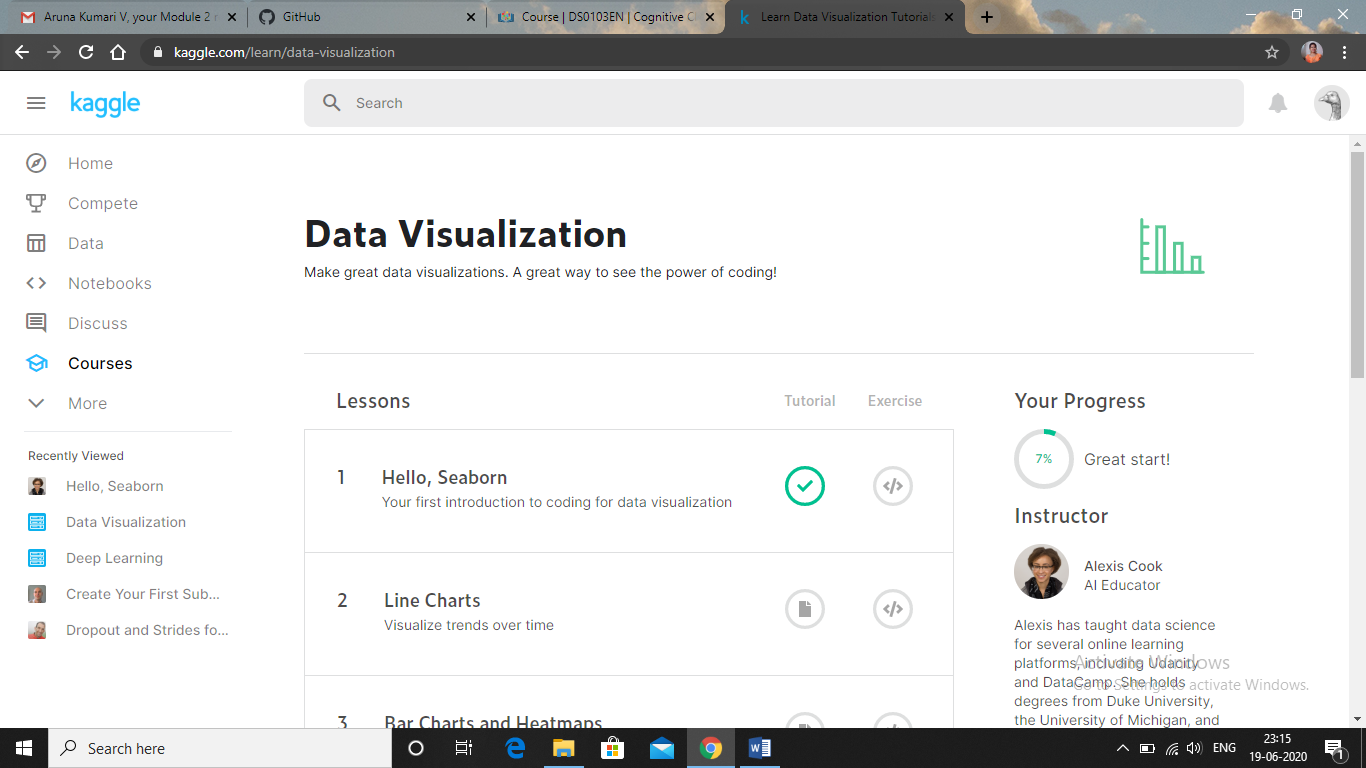 Aruna Kumari V, your Module 2
GitHub
Course | DS0103EN | Cognitive C
Learn Data Visualization Tutorials
kaggle.com/learn/data-visualization
kaggle
Search
Home
Compete
Data
Notebooks
Discuss
Courses
More
Recently Viewed
Hello, Seaborn
Data Visualization
Deep Learning
Create Your First Sub...
Dropout and Strides fo...
Data Visualization
Make great data visualizations. A great way to see the power of coding!
Lessons
Tutorial
Exercise
1
Hello, Seaborn
Your first introduction to coding for data visualization
2
Line Charts
Visualize trends over time
3
Bar Charts and Heatmaps
Your Progress
7%
Great start!
Instructor
Alexis Cook
AI Educator
Alexis has taught data science
for several online learning
platforms, including Udacity
and DataCamp. She holds
degrees from Duke University,
the University of Michigan, and
Activate Windows
Go to Settings to activate Windows.
Search here
ENG
23:15
19-06-2020
1